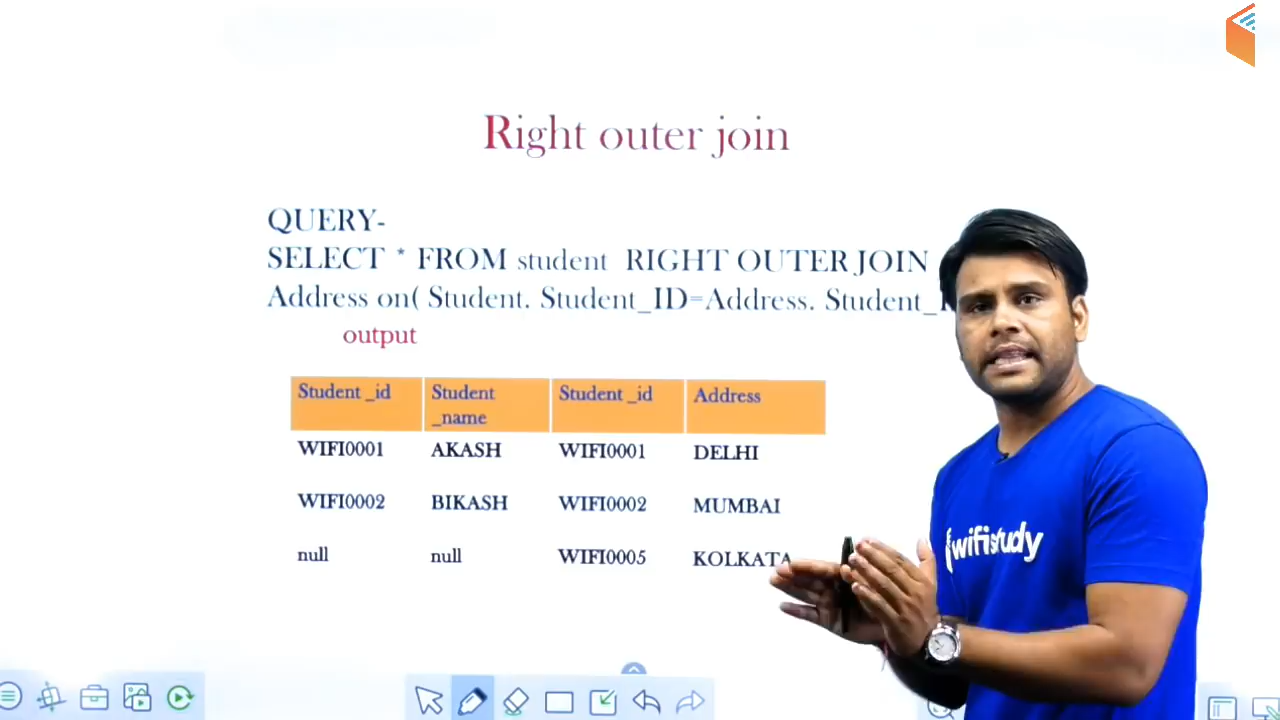 Right outer join
QUERY-
SELECT * FROM student RIGHT OUTER JOIN
Address on( Student. Student_ID=Address. Student_I
output
Student _id Student _name Student _id Address
WIFI0001 AKASH WIFI0001 DELHI
WIFI0002 BIKASH WIFI0002 MUMBAI
null null WIFI0005 KOLKATA
wifistudy